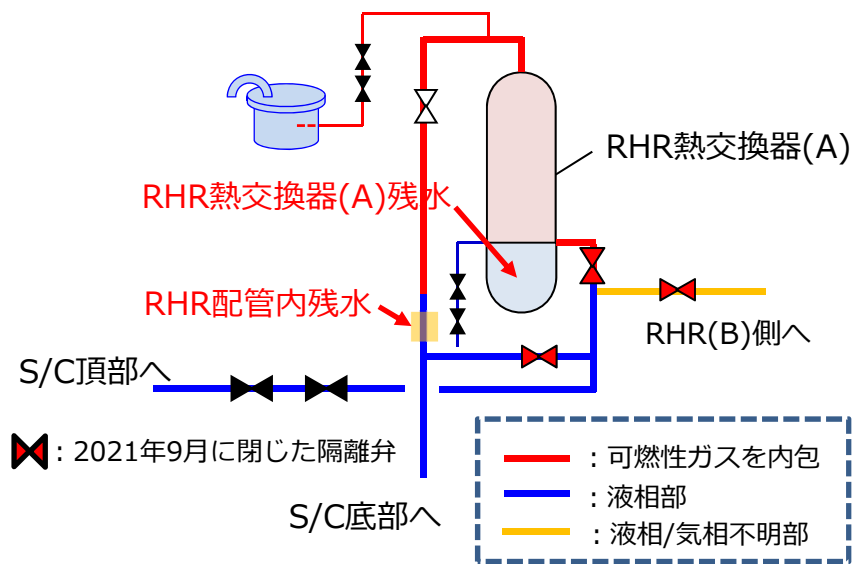 RHR熱交換器(A)
RHR熱交換器(A)残水
RHR配管内残水
RHR(B)側へ
S/C頂部へ
：2021年9月に閉じた隔離弁
S/C底部へ
：可燃性ガスを内包
：液相部
：液相/気相不明部